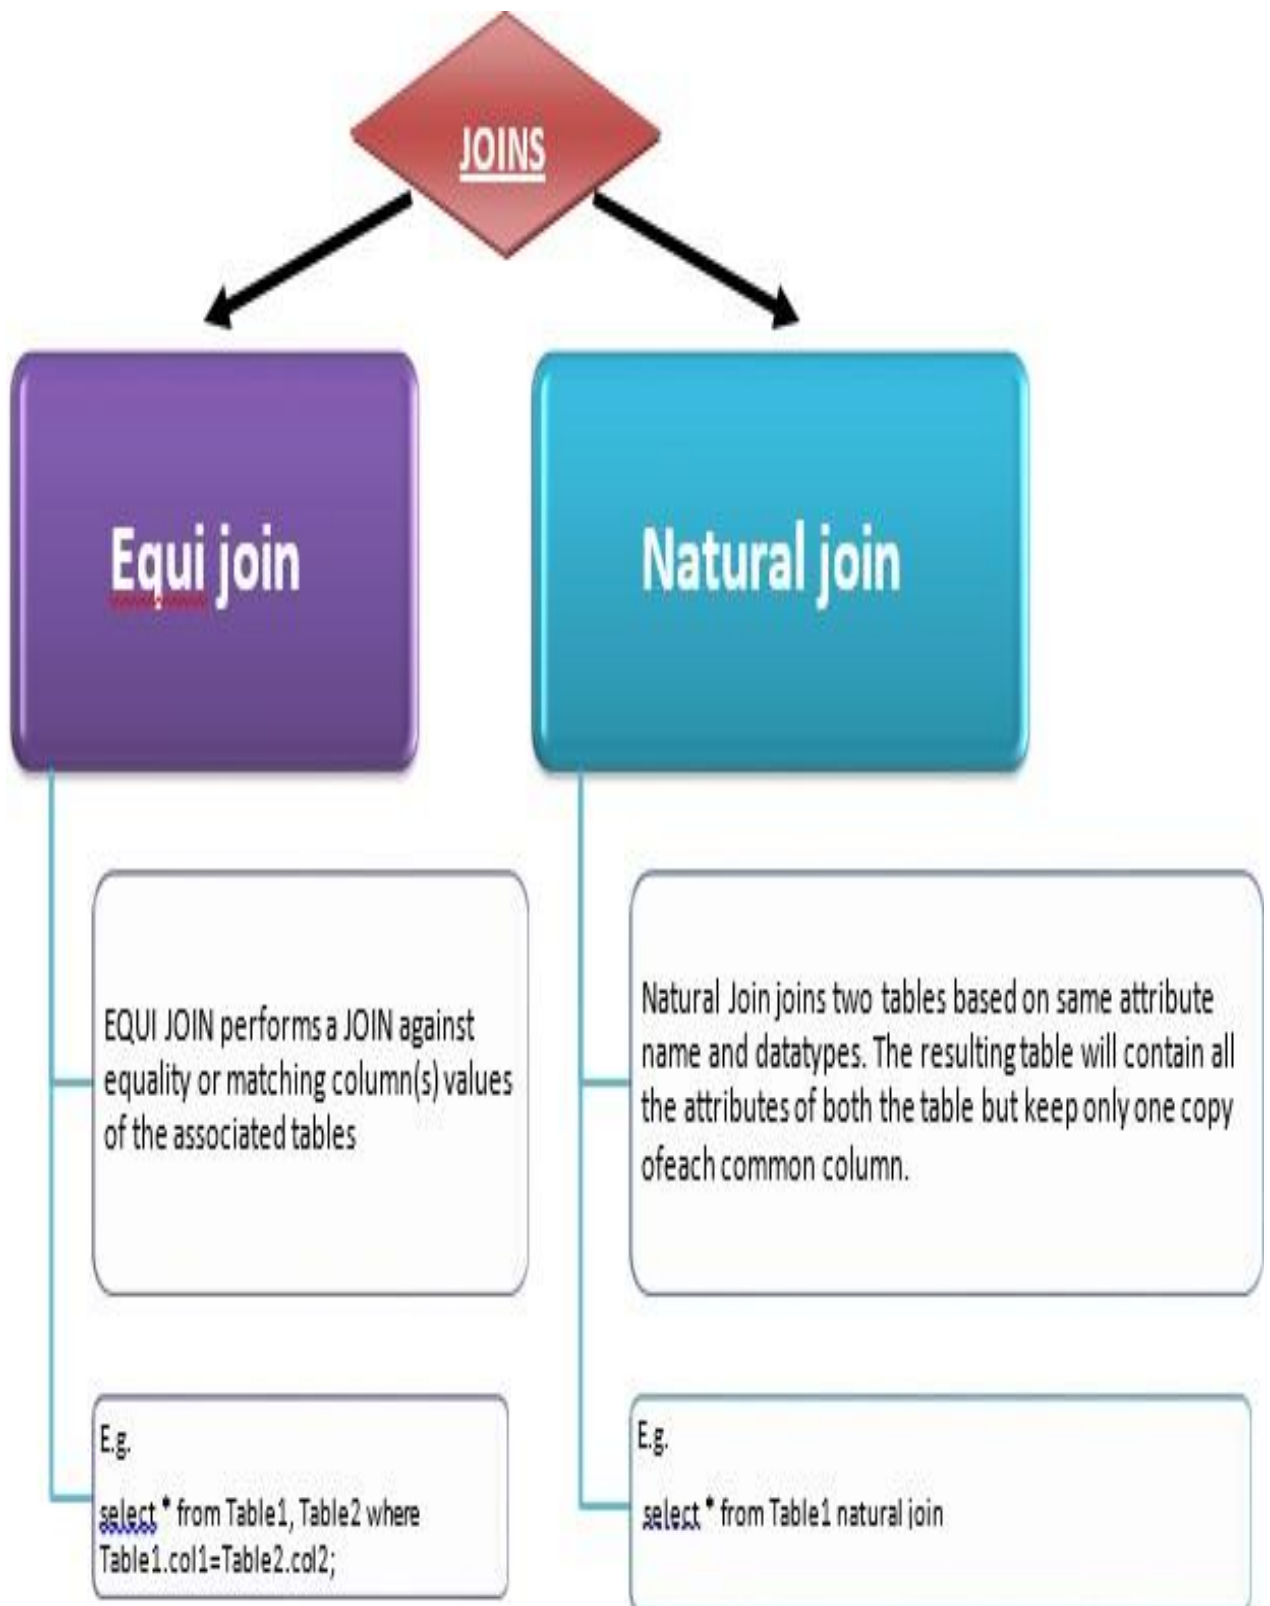 JOINS
Equi join
Natural join
EQUI JOIN performs a JOIN against
equality or matching column(s) values
of the associated tables
Natural Join joins two tables based on same attribute
name and datatypes. The resulting table will contain all
the attributes of both the table but keep only one copy
ofeach common column.
E.g.
select * from Table1, Table2 where
Table1.col1=Table2.col2;
E.g.
select * from Table1 natural join